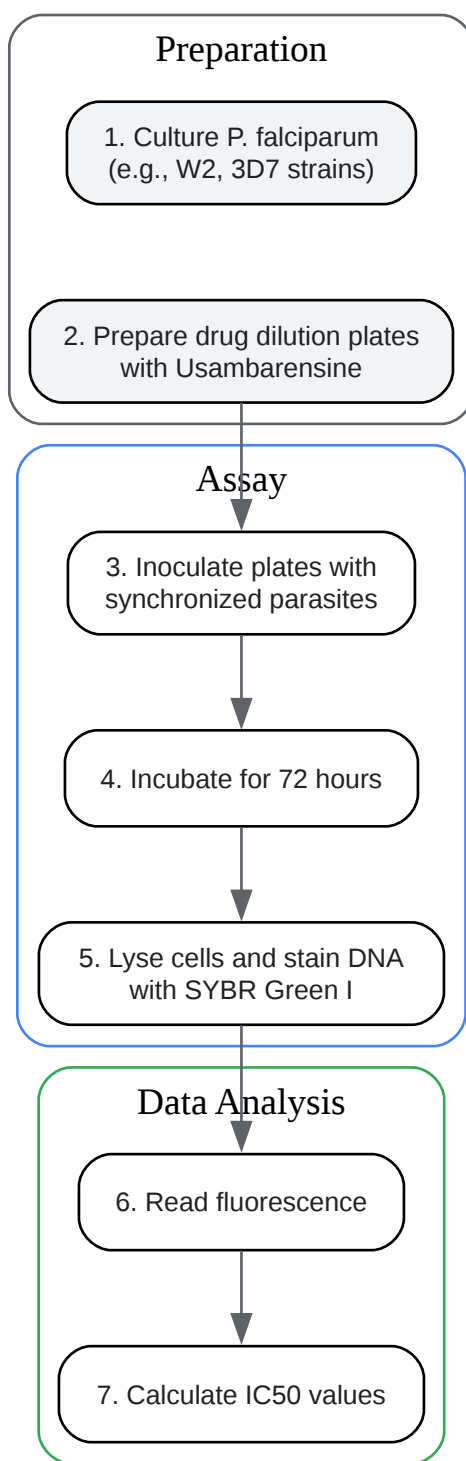 Preparation
1. Culture P. falciparum
(e.g., W2, 3D7 strains)
2. Prepare drug dilution plates
with Usambarensine
Assay
3. Inoculate plates with
synchronized parasites
4. Incubate for 72 hours
5. Lyse cells and stain DNA
with SYBR Green I
Data Analysis
6. Read fluorescence
7. Calculate IC50 values